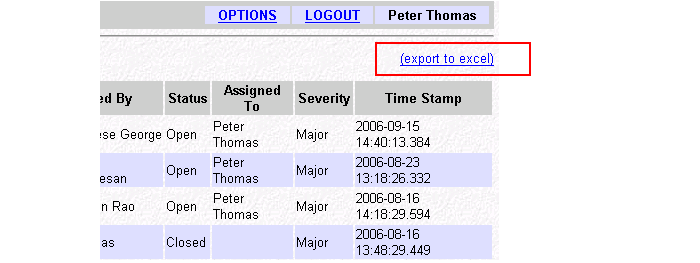 OPTIONS LOGOUT Peter Thomas
(export to excel)
ed By Status Assigned To Severity Time Stamp
ese George Open Peter Thomas Major 2006-09-15 14:40:13.384
esan Open Peter Thomas Major 2006-08-23 13:18:26.332
n Rao Open Peter Thomas Major 2006-08-16 14:18:29.594
as Closed Major 2006-08-16 13:48:29.449